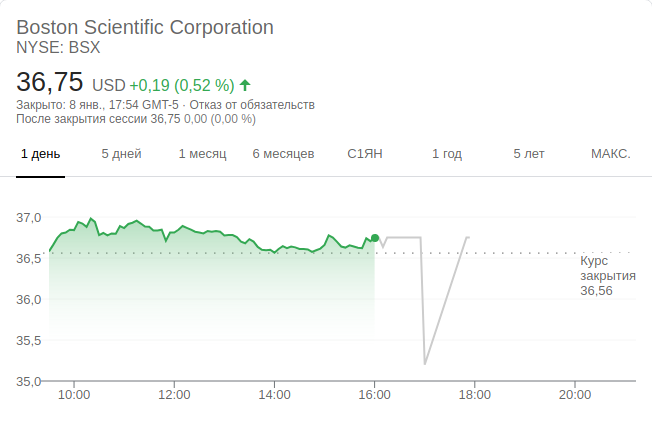 Boston Scientific Corporation
NYSE: BSX
36,75 USD +0,19 (0,52 %)
Закрыто: 8 янв., 17:54 GMT-5 · Отказ от обязательств
После закрытия сессии 36,75 0,00 (0,00 %)
1 день 5 дней 1 месяц 6 месяцев С1ЯН 1 год 5 лет МАКС.
37,0
36,5
Курс
закрытия
36,56
36,0
35,5
35,0
10:00 12:00 14:00 16:00 18:00 20:00